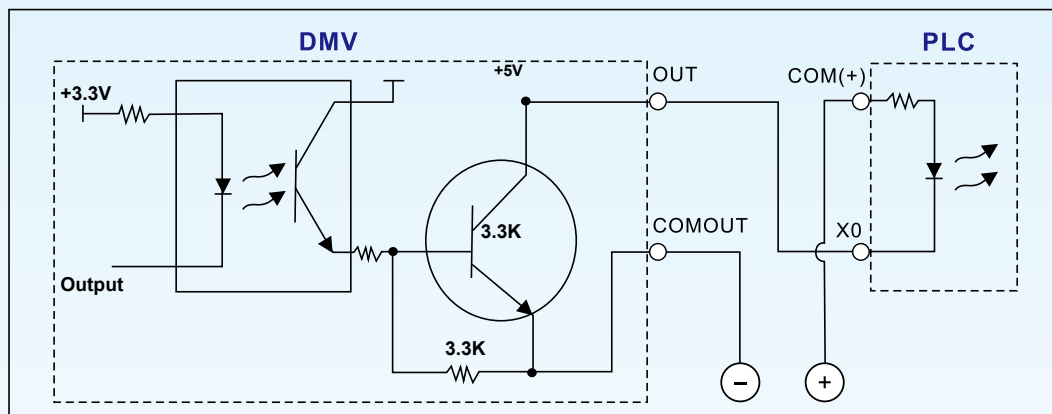 DMV
PLC
+5V
OUT
COM(+)
+3.3V
3.3K
COMOUT
X0
Output
3.3K
−
+